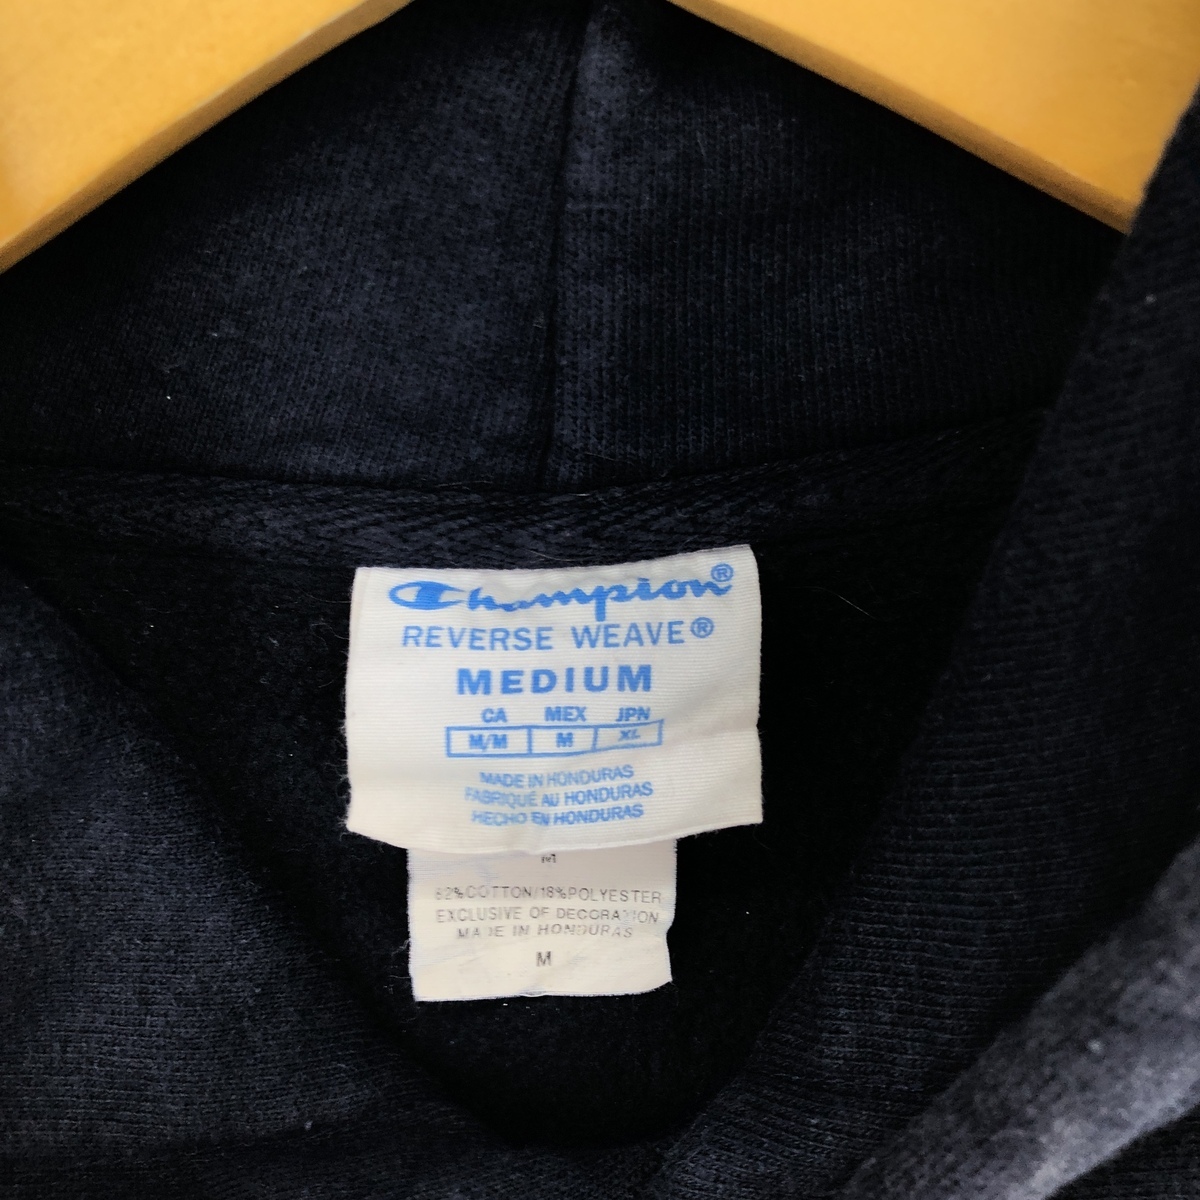 Champion®
REVERSE WEAVE®
MEDIUM
CA MEX JPN
M/M M XL
MADE IN HONDURAS
FABRIQUÉ AU HONDURAS
HECHO EN HONDURAS
M
82%COTTON/18%POLYESTER
EXCLUSIVE OF DECORATION
MADE IN HONDURAS
M